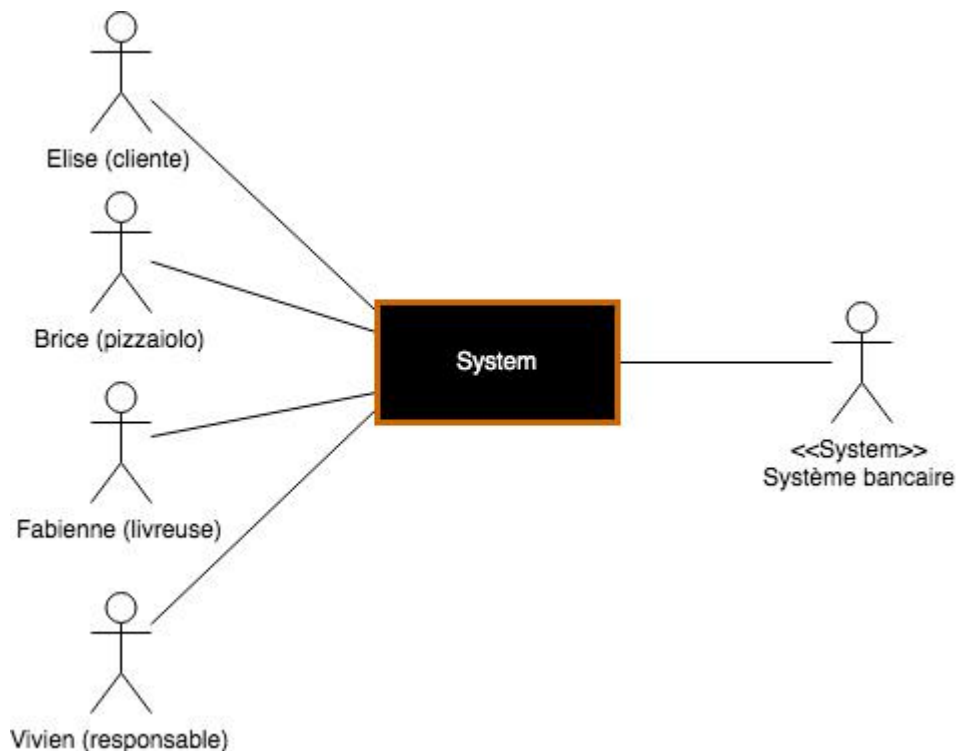 Elise (cliente)
Brice (pizzaiolo)
System
Fabienne (livreuse)
<<System>>
Système bancaire
Vivien (responsable)